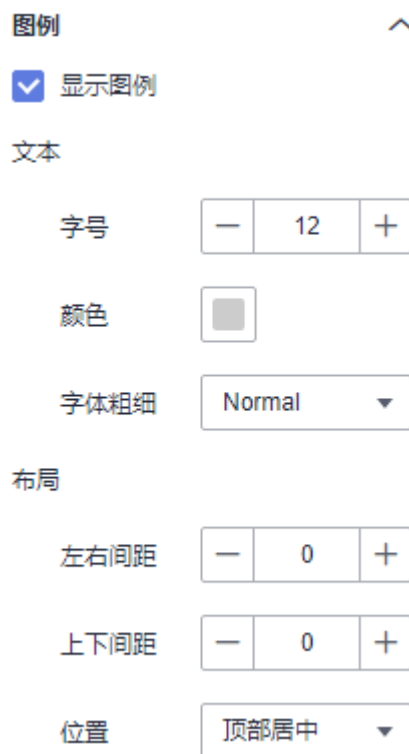 图例
显示图例
文本
字号 12
颜色
字体粗细 Normal
布局
左右间距 0
上下间距 0
位置 顶部居中